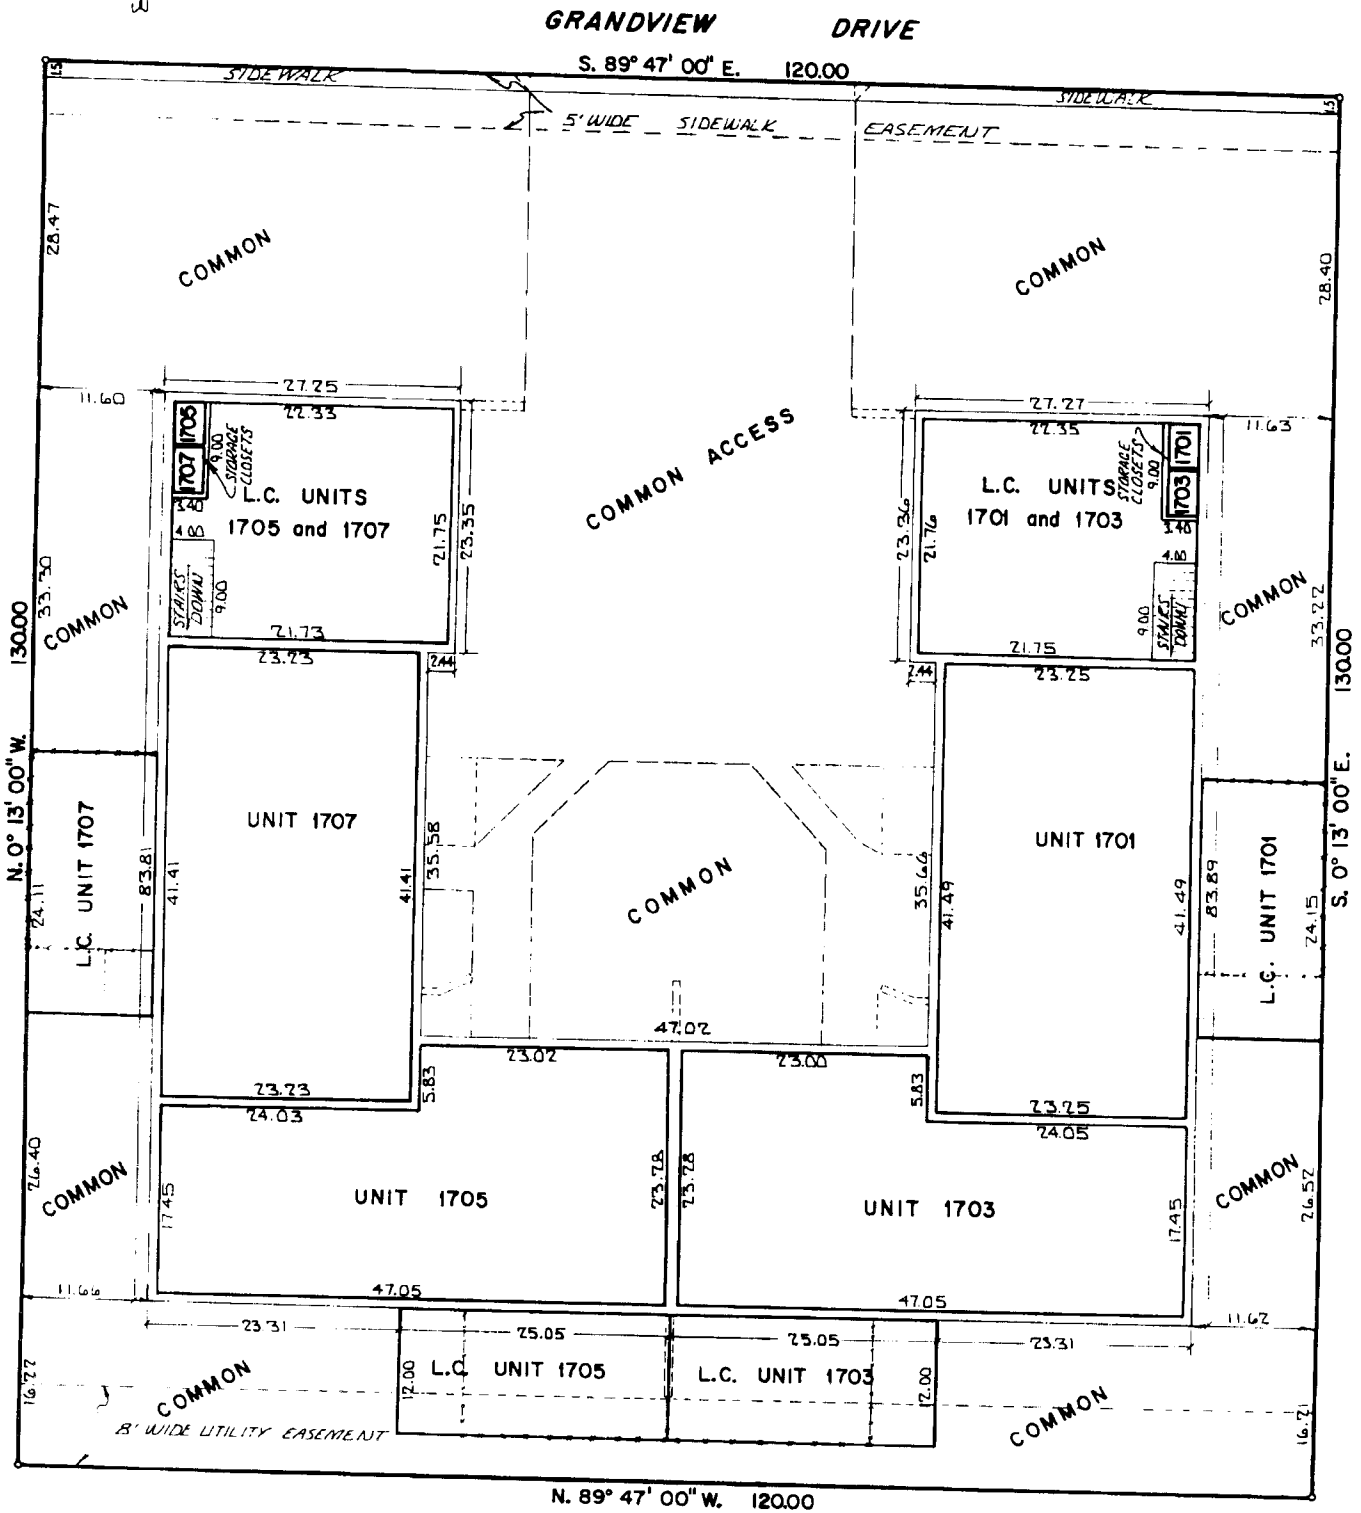 GRANDVIEW DRIVE
S. 89° 47' 00" E. 120.00
1.5
SIDEWALK
SIDEWALK
1.5
5' WIDE SIDEWALK EASEMENT
28.47
COMMON
COMMON
28.40
27.25
27.27
11.60
22.33
22.35
11.63
1705
1707
9.00
STORAGE
CLOSETS
L.C. UNITS
1705 and 1707
3.40
4.00
STAIRS
DOWN
9.00
21.75
23.35
COMMON ACCESS
23.36
21.76
L.C. UNITS
1701 and 1703
STORAGE
CLOSETS
9.00
1701
1703
3.40
4.00
9.00
STAIRS
DOWN
33.30
COMMON
COMMON
33.22
21.73
23.23
2.44
2.44
21.75
23.25
N. 0° 13' 00" W. 130.00
S. 0° 13' 00" E. 130.00
L.C. UNIT 1707
24.11
83.81
41.41
UNIT 1707
41.41
35.58
COMMON
35.66
41.49
UNIT 1701
41.49
83.89
L.C. UNIT 1701
24.15
47.02
23.02
23.00
23.23
24.03
5.83
5.83
23.25
24.05
26.40
COMMON
17.45
UNIT 1705
23.78
23.78
UNIT 1703
17.45
COMMON
26.52
11.66
47.05
47.05
11.62
23.31
25.05
25.05
23.31
16.27
COMMON
12.00
L.C. UNIT 1705
L.C. UNIT 1703
12.00
COMMON
16.21
8' WIDE UTILITY EASEMENT
N. 89° 47' 00" W. 120.00